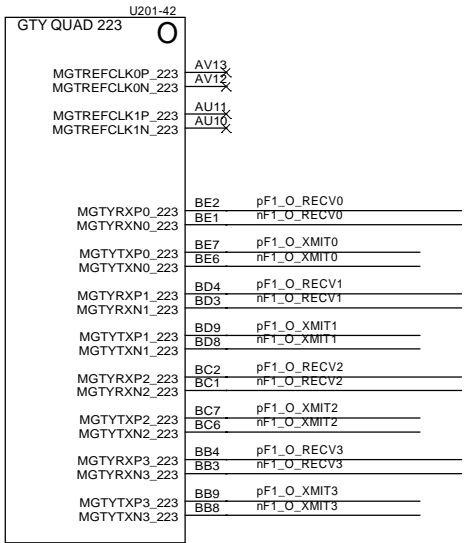 U201-42
GTY QUAD 223
O
MGTREFCLK0P_223 AV13
MGTREFCLK0N_223 AV12
MGTREFCLK1P_223 AU11
MGTREFCLK1N_223 AU10
MGTYRXP0_223 BE2 pF1_O_RECV0
MGTYRXN0_223 BE1 nF1_O_RECV0
MGTYTXP0_223 BE7 pF1_O_XMIT0
MGTYTXN0_223 BE6 nF1_O_XMIT0
MGTYRXP1_223 BD4 pF1_O_RECV1
MGTYRXN1_223 BD3 nF1_O_RECV1
MGTYTXP1_223 BD9 pF1_O_XMIT1
MGTYTXN1_223 BD8 nF1_O_XMIT1
MGTYRXP2_223 BC2 pF1_O_RECV2
MGTYRXN2_223 BC1 nF1_O_RECV2
MGTYTXP2_223 BC7 pF1_O_XMIT2
MGTYTXN2_223 BC6 nF1_O_XMIT2
MGTYRXP3_223 BB4 pF1_O_RECV3
MGTYRXN3_223 BB3 nF1_O_RECV3
MGTYTXP3_223 BB9 pF1_O_XMIT3
MGTYTXN3_223 BB8 nF1_O_XMIT3